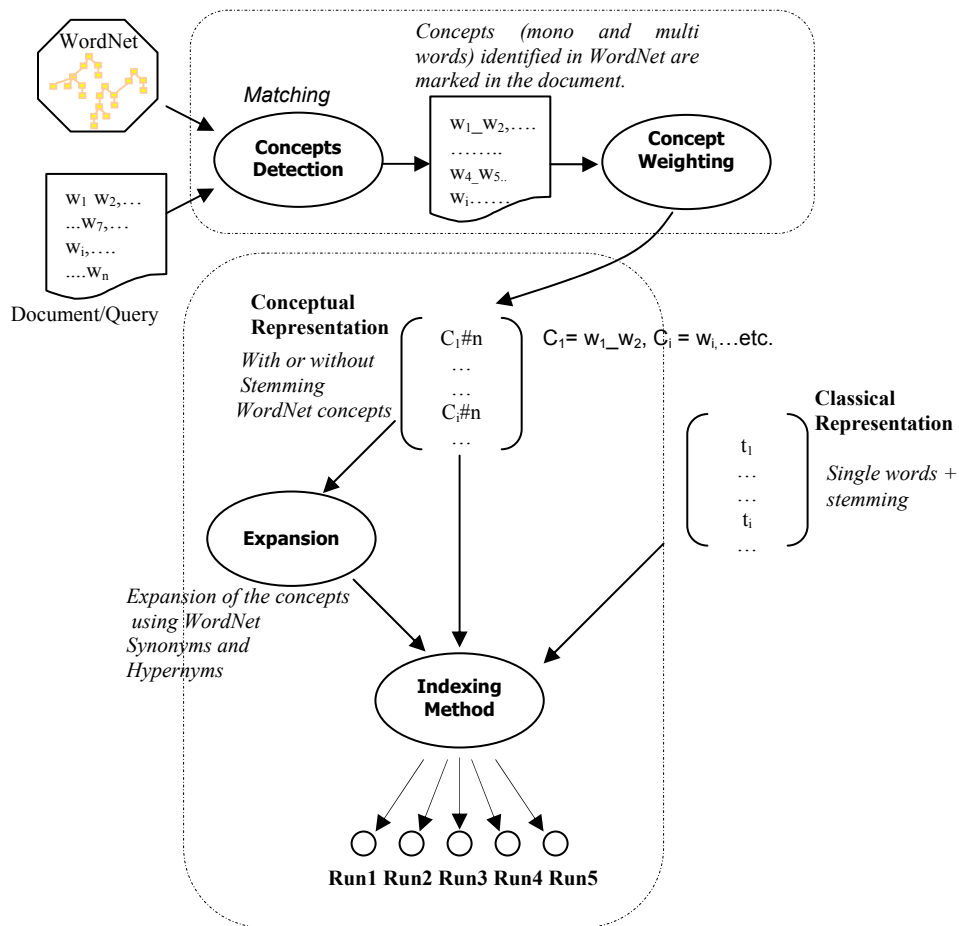 WordNet
Concepts (mono and multi
words) identified in WordNet are
marked in the document.
Matching
Concepts
Detection
w1_w2,....
........
w4_w5..
wi.......
Concept
Weighting
w1 w2,...
...w7,...
wi,....
....wn
Document/Query
Conceptual
Representation
With or without
Stemming
WordNet concepts
C1#n
...
...
Ci#n
...
C1= w1_w2, Ci = wi,...etc.
Classical
Representation
t1
...
...
ti
...
Single words +
stemming
Expansion
Expansion of the concepts
using WordNet
Synonyms and
Hypernyms
Indexing
Method
Run1 Run2 Run3 Run4 Run5